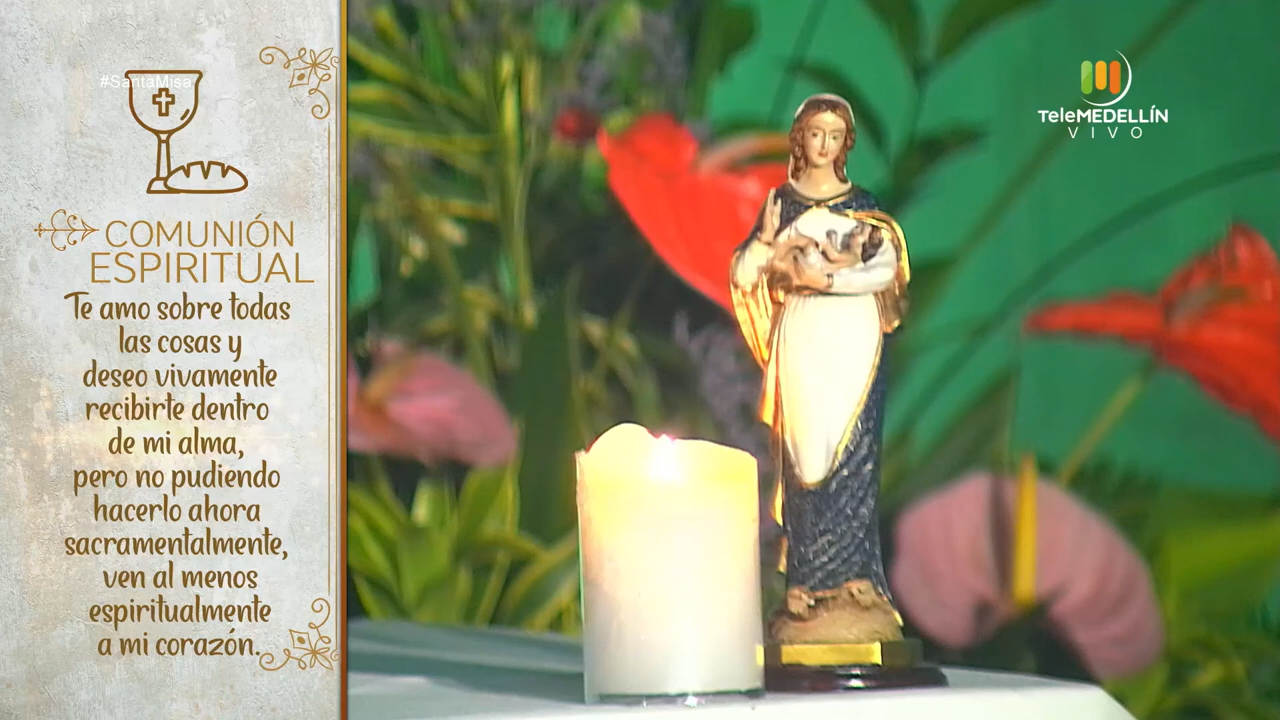 #SantaMisa
COMUNIÓN
ESPIRITUAL
Te amo sobre todas
las cosas y
deseo vivamente
recibirte dentro
de mi alma,
pero no pudiendo
hacerlo ahora
sacramentalmente,
ven al menos
espiritualmente
a mi corazón.
TeleMEDELLÍN
VIVO